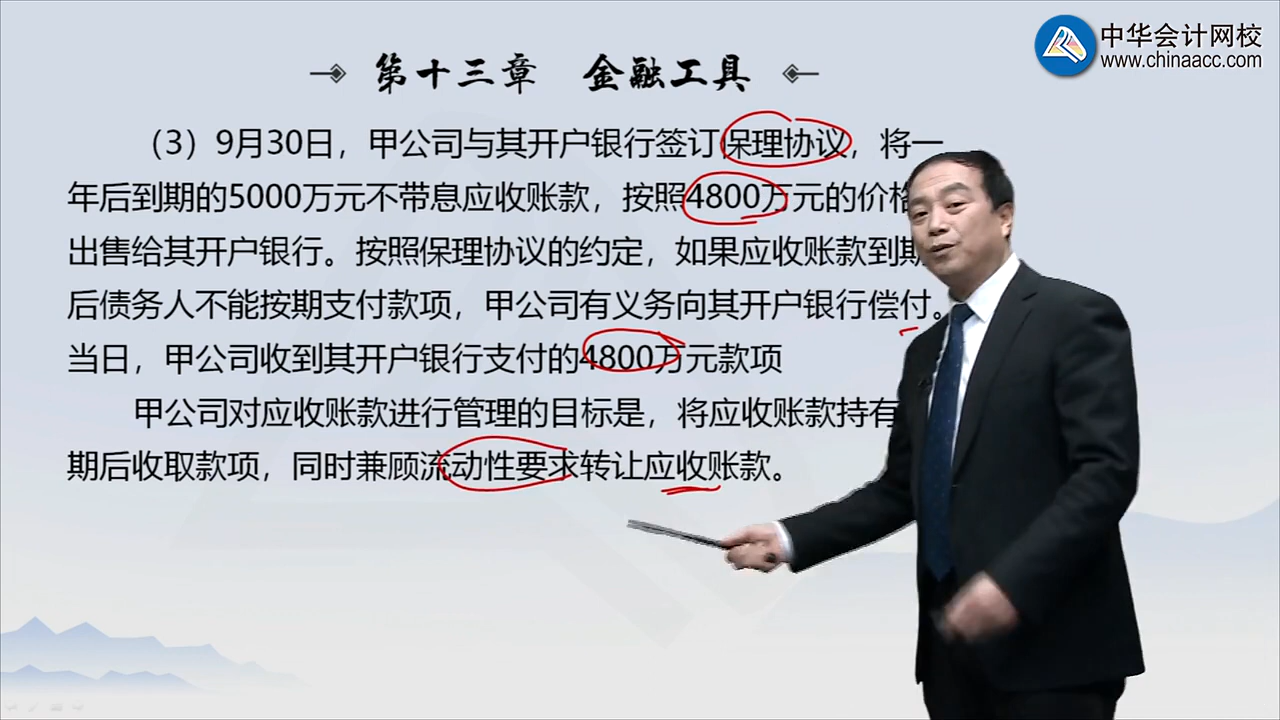 中华会计网校
www.chinaacc.com
第十三章 金融工具
（3）9月30日，甲公司与其开户银行签订保理协议，将一
年后到期的5000万元不带息应收账款，按照4800万元的价格
出售给其开户银行。按照保理协议的约定，如果应收账款到期
后债务人不能按期支付款项，甲公司有义务向其开户银行偿付。
当日，甲公司收到其开户银行支付的4800万元款项
甲公司对应收账款进行管理的目标是，将应收账款持有
期后收取款项，同时兼顾流动性要求转让应收账款。